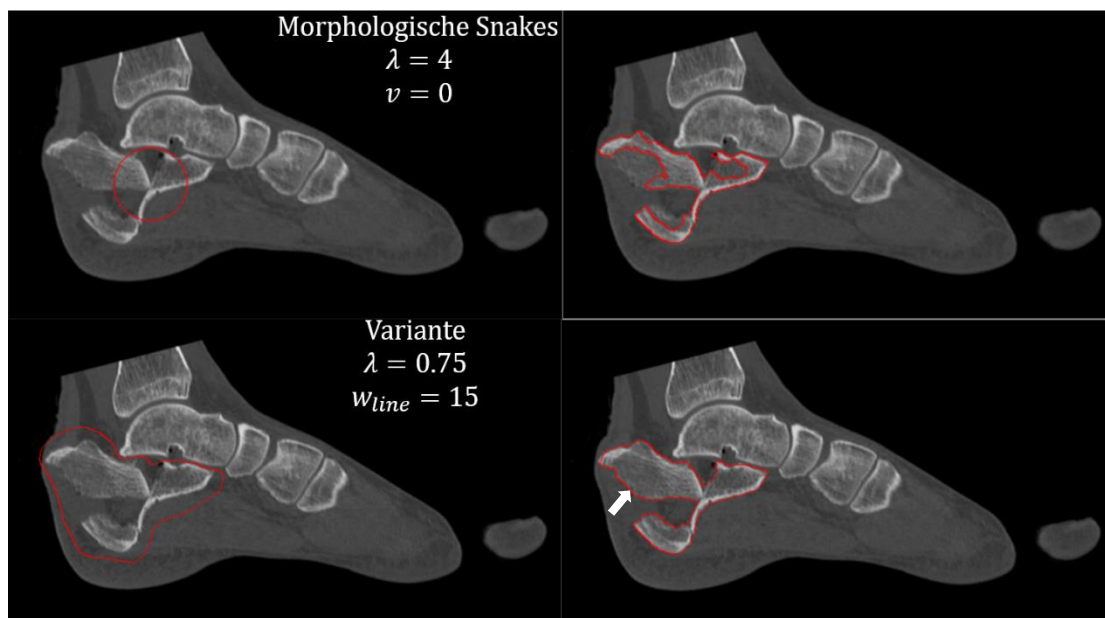 Morphologische Snakes
λ = 4
v = 0
Variante
λ = 0.75
w_line = 15